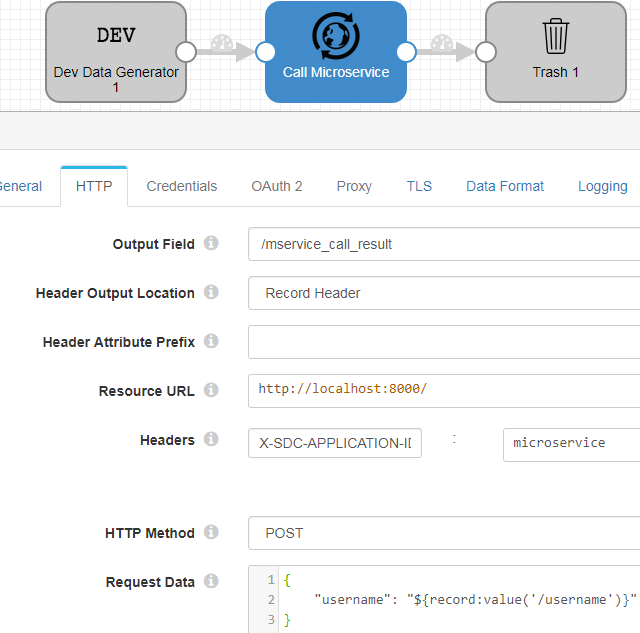 DEV
Dev Data Generator
1
Call Microservice
Trash 1
General HTTP Credentials OAuth 2 Proxy TLS Data Format Logging
Output Field /mservice_call_result
Header Output Location Record Header
Header Attribute Prefix
Resource URL http://localhost:8000/
Headers X-SDC-APPLICATION-ID : microservice
HTTP Method POST
Request Data 1 {
2 "username": "${record:value('/username')}"
3 }